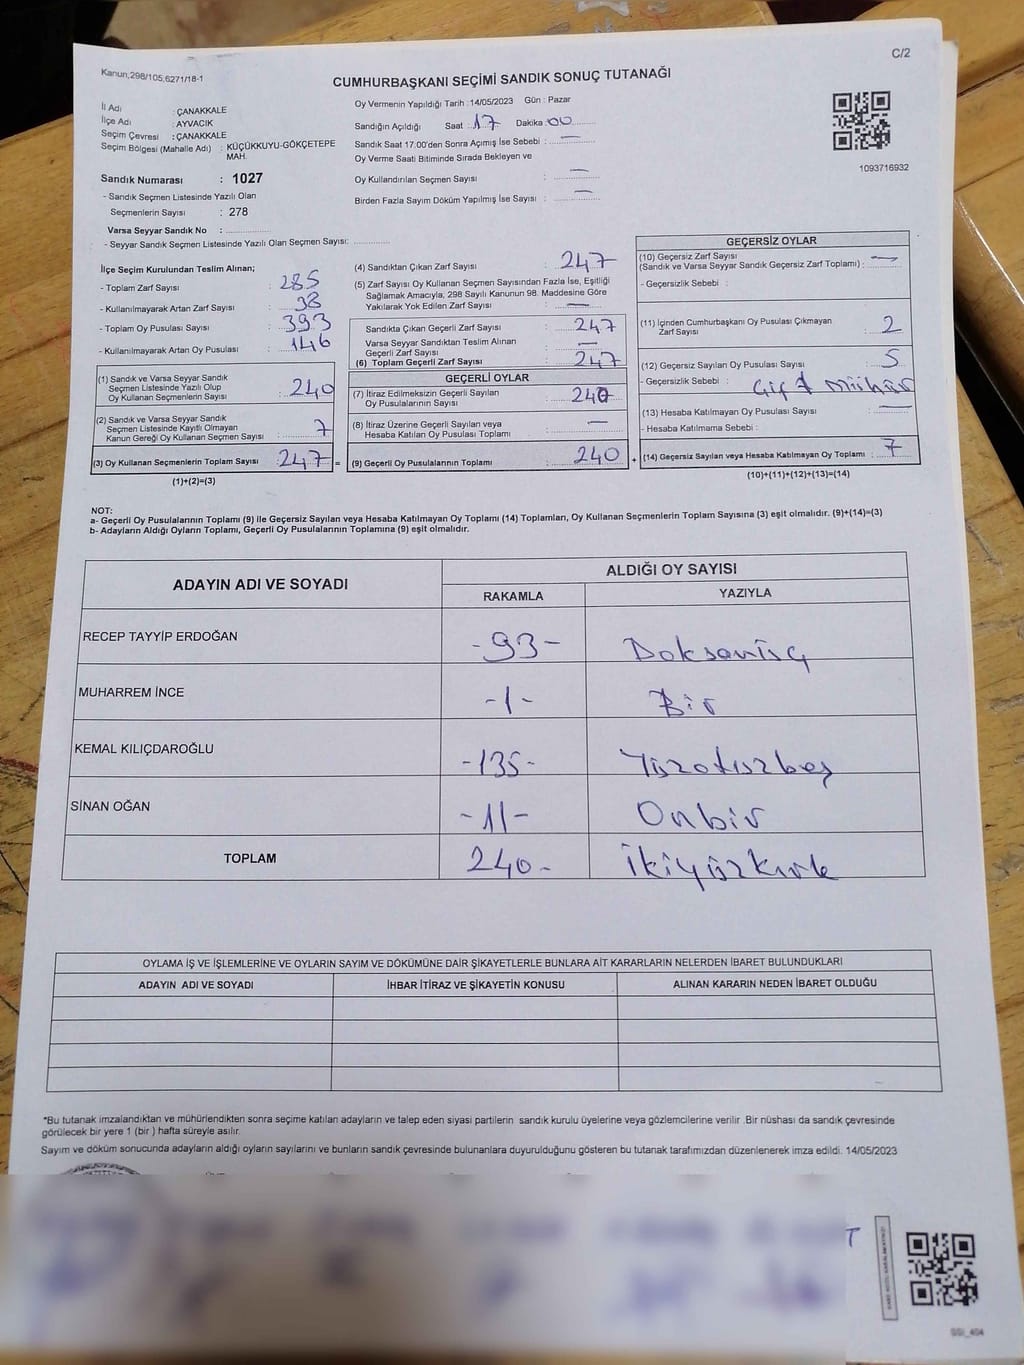 C/2
Kanun;298/105,6271/18-1
CUMHURBAŞKANI SEÇİMİ SANDIK SONUÇ TUTANAĞI
İl Adı : ÇANAKKALE
İlçe Adı : AYVACIK
Seçim Çevresi : ÇANAKKALE
Seçim Bölgesi (Mahalle Adı) : KÜÇÜKKUYU-GÖKÇETEPE
MAH.
Sandık Numarası : 1027
- Sandık Seçmen Listesinde Yazılı Olan
Seçmenlerin Sayısı : 278
Varsa Seyyar Sandık No : ..............
- Seyyar Sandık Seçmen Listesinde Yazılı Olan Seçmen Sayısı: ............
Oy Vermenin Yapıldığı Tarih :14/05/2023 Gün : Pazar
Sandığın Açıldığı Saat : 17 Dakika : 00
Sandık Saat 17.00'den Sonra Açımış İse Sebebi : —
Oy Verme Saati Bitiminde Sırada Bekleyen ve
Oy Kullandırılan Seçmen Sayısı : —
Birden Fazla Sayım Döküm Yapılmış İse Sayısı : —
1093716932
İlçe Seçim Kurulundan Teslim Alınan;
- Toplam Zarf Sayısı : 285
- Kullanılmayarak Artan Zarf Sayısı : 38
- Toplam Oy Pusulası Sayısı : 393
- Kullanılmayarak Artan Oy Pusulası : 146
(1) Sandık ve Varsa Seyyar Sandık
Seçmen Listesinde Yazılı Olup
Oy Kullanan Seçmenlerin Sayısı : 240
(2) Sandık ve Varsa Seyyar Sandık
Seçmen Listesinde Kayıtlı Olmayan
Kanun Gereği Oy Kullanan Seçmen Sayısı : 7
(3) Oy Kullanan Seçmenlerin Toplam Sayısı : 247 =
(1)+(2)=(3)
(4) Sandıktan Çıkan Zarf Sayısı : 247
(5) Zarf Sayısı Oy Kullanan Seçmen Sayısından Fazla İse, Eşitliği
Sağlamak Amacıyla, 298 Sayılı Kanunun 98. Maddesine Göre
Yakılarak Yok Edilen Zarf Sayısı : —
Sandıkta Çıkan Geçerli Zarf Sayısı : 247
Varsa Seyyar Sandıktan Teslim Alınan
Geçerli Zarf Sayısı : —
(6) Toplam Geçerli Zarf Sayısı : 247
GEÇERLİ OYLAR
(7) İtiraz Edilmeksizin Geçerli Sayılan
Oy Pusulalarının Sayısı : 240
(8) İtiraz Üzerine Geçerli Sayılan veya
Hesaba Katılan Oy Pusulası Toplamı : —
(9) Geçerli Oy Pusulalarının Toplamı : 240 +
GEÇERSİZ OYLAR
(10) Geçersiz Zarf Sayısı
(Sandık ve Varsa Seyyar Sandık Geçersiz Zarf Toplamı) : —
- Geçersizlik Sebebi :
(11) İçinden Cumhurbaşkanı Oy Pusulası Çıkmayan
Zarf Sayısı : 2
(12) Geçersiz Sayılan Oy Pusulası Sayısı : 5
- Geçersizlik Sebebi : Çift mühür
(13) Hesaba Katılmayan Oy Pusulası Sayısı : —
- Hesaba Katılmama Sebebi :
(14) Geçersiz Sayılan veya Hesaba Katılmayan Oy Toplamı : 7
(10)+(11)+(12)+(13)=(14)
NOT:
a- Geçerli Oy Pusulalarının Toplamı (9) ile Geçersiz Sayılan veya Hesaba Katılmayan Oy Toplamı (14) Toplamları, Oy Kullanan Seçmenlerin Toplam Sayısına (3) eşit olmalıdır. (9)+(14)=(3)
b- Adayların Aldığı Oyların Toplamı, Geçerli Oy Pusulalarının Toplamına (9) eşit olmalıdır.
ADAYIN ADI VE SOYADI ALDIĞI OY SAYISI
RAKAMLA YAZIYLA
RECEP TAYYİP ERDOĞAN -93- Doksanüç
MUHARREM İNCE -1- Bir
KEMAL KILIÇDAROĞLU -135- Yüzotuzbeş
SİNAN OĞAN -11- Onbir
TOPLAM 240- İkiyüzkırk
OYLAMA İŞ VE İŞLEMLERİNE VE OYLARIN SAYIM VE DÖKÜMÜNE DAİR ŞİKAYETLERLE BUNLARA AİT KARARLARIN NELERDEN İBARET BULUNDUKLARI
ADAYIN ADI VE SOYADI İHBAR İTİRAZ VE ŞİKAYETİN KONUSU ALINAN KARARIN NEDEN İBARET OLDUĞU
*Bu tutanak imzalandıktan ve mühürlendikten sonra seçime katılan adayların ve talep eden siyasi partilerin sandık kurulu üyelerine veya gözlemcilerine verilir .Bir nüshası da sandık çevresinde
görülecek bir yere 1 (bir ) hafta süreyle asılır.
Sayım ve döküm sonucunda adayların aldığı oyların sayılarını ve bunların sandık çevresinde bulunanlara duyurulduğunu gösteren bu tutanak tarafımızdan düzenlenerek imza edildi. 14/05/2023
SSI_404